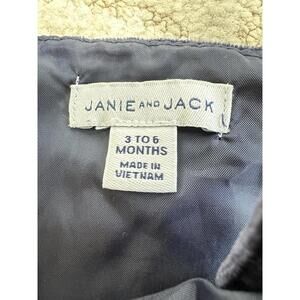 JANIE AND JACK
3 TO 6
MONTHS
MADE IN
VIETNAM